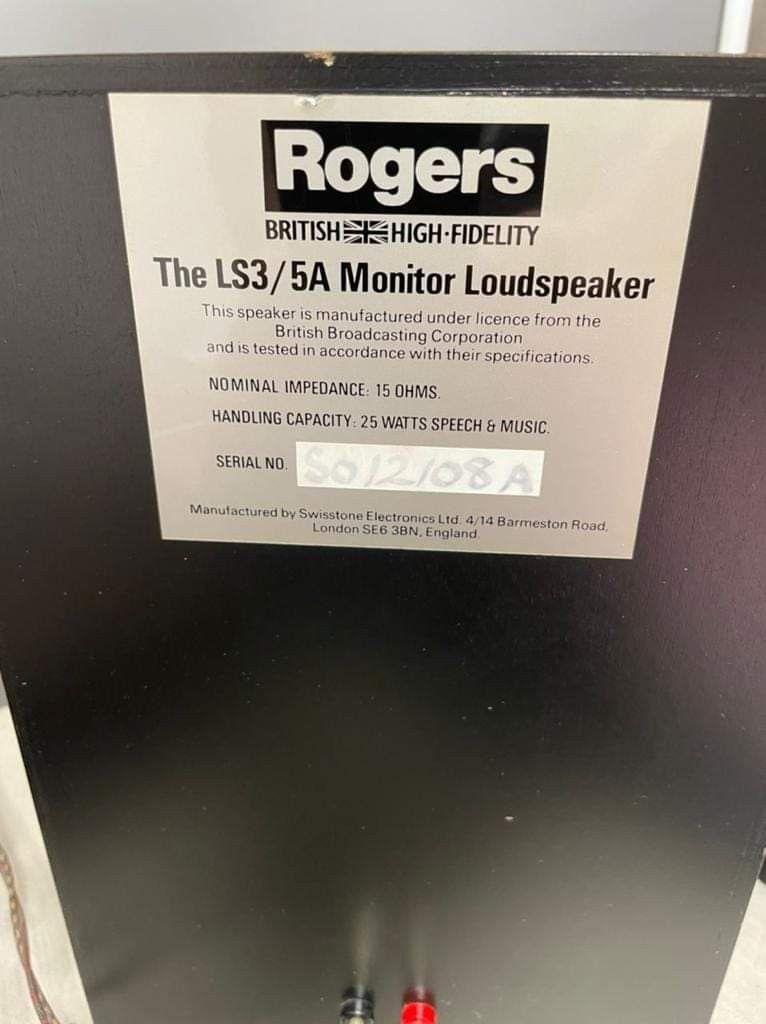 Rogers
BRITISH HIGH·FIDELITY
The LS3/5A Monitor Loudspeaker
This speaker is manufactured under licence from the
British Broadcasting Corporation
and is tested in accordance with their specifications.
NOMINAL IMPEDANCE: 15 OHMS.
HANDLING CAPACITY: 25 WATTS SPEECH & MUSIC.
SERIAL NO. SO12108A
Manufactured by Swisstone Electronics Ltd. 4/14 Barmeston Road,
London SE6 3BN, England.